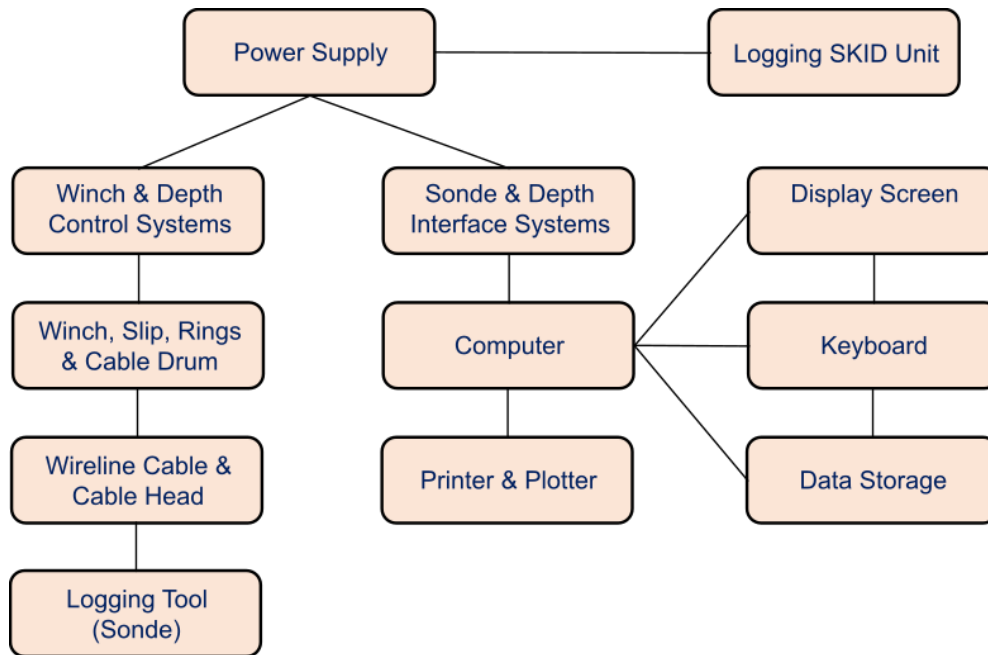 Power Supply
Logging SKID Unit
Winch & Depth
Control Systems
Sonde & Depth
Interface Systems
Display Screen
Winch, Slip, Rings
& Cable Drum
Computer
Keyboard
Wireline Cable &
Cable Head
Printer & Plotter
Data Storage
Logging Tool
(Sonde)